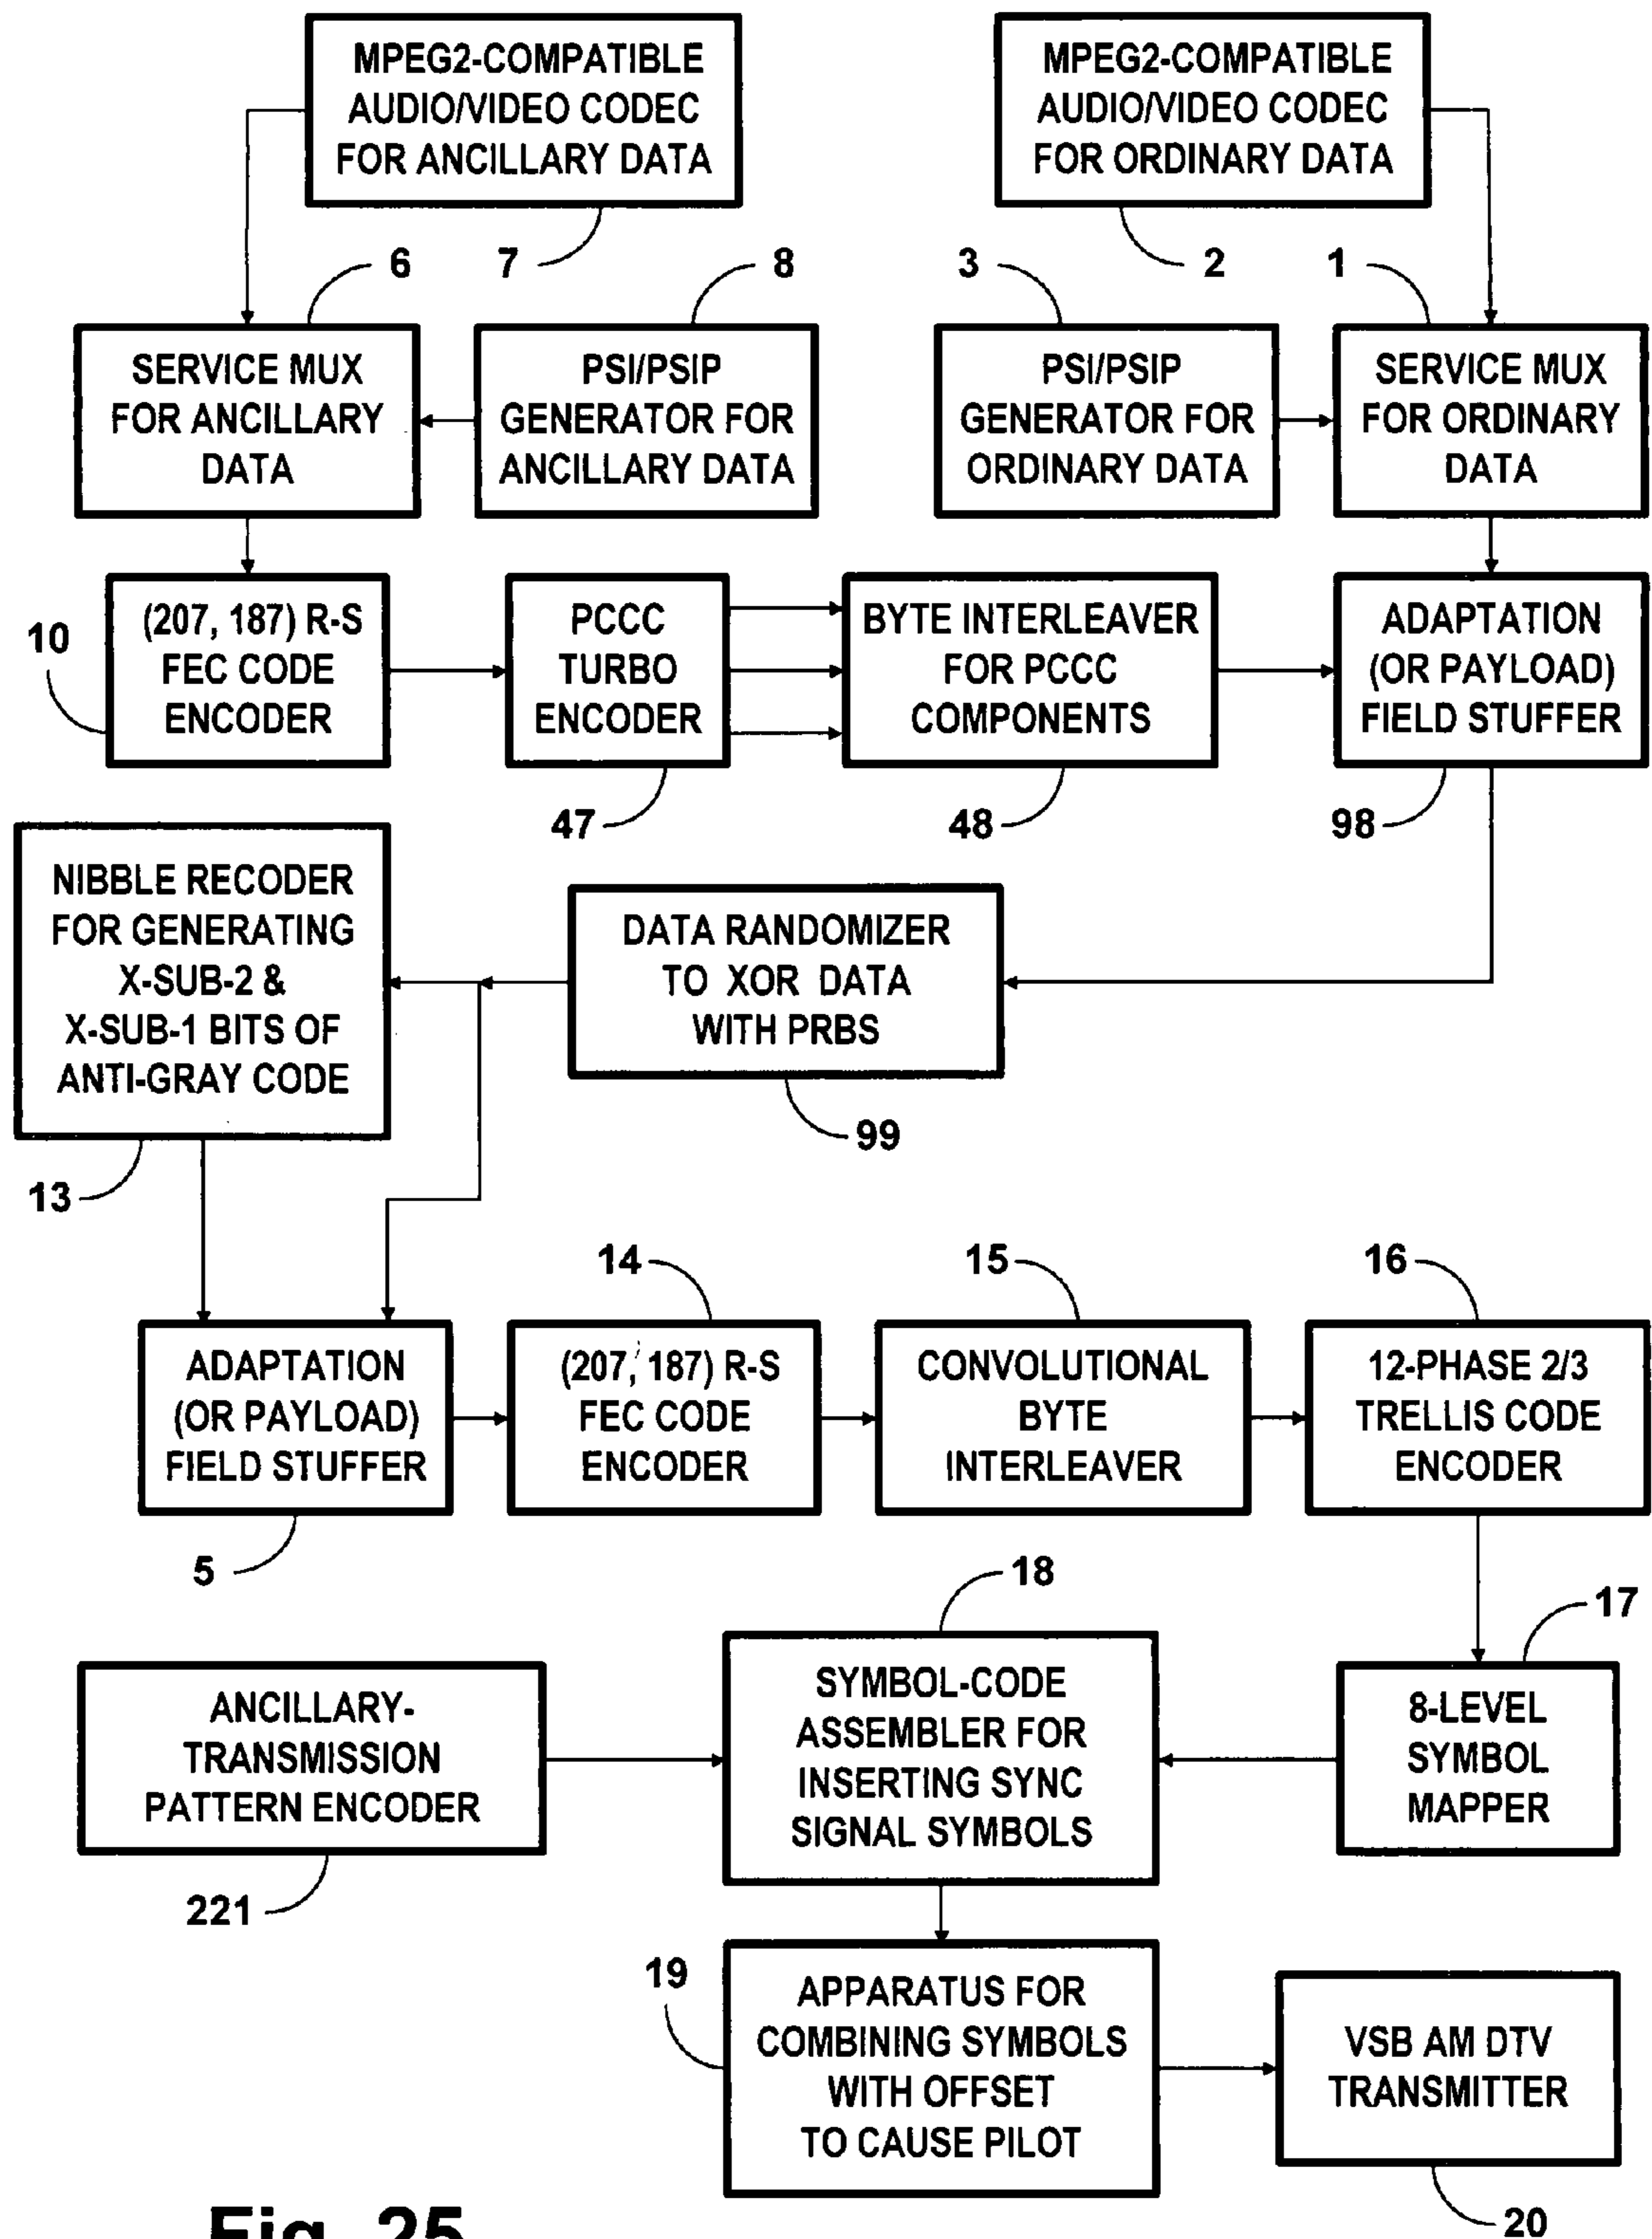 MPEG2-COMPATIBLE
AUDIO/VIDEO CODEC
FOR ANCILLARY DATA
MPEG2-COMPATIBLE
AUDIO/VIDEO CODEC
FOR ORDINARY DATA
6
7
8
3
2
1
SERVICE MUX
FOR ANCILLARY
DATA
PSI/PSIP
GENERATOR FOR
ANCILLARY DATA
PSI/PSIP
GENERATOR FOR
ORDINARY DATA
SERVICE MUX
FOR ORDINARY
DATA
10
(207, 187) R-S
FEC CODE
ENCODER
PCCC
TURBO
ENCODER
BYTE INTERLEAVER
FOR PCCC
COMPONENTS
ADAPTATION
(OR PAYLOAD)
FIELD STUFFER
47
48
98
NIBBLE RECODER
FOR GENERATING
X-SUB-2 &
X-SUB-1 BITS OF
ANTI-GRAY CODE
DATA RANDOMIZER
TO XOR DATA
WITH PRBS
99
13
14
15
16
ADAPTATION
(OR PAYLOAD)
FIELD STUFFER
(207, 187) R-S
FEC CODE
ENCODER
CONVOLUTIONAL
BYTE
INTERLEAVER
12-PHASE 2/3
TRELLIS CODE
ENCODER
5
18
17
ANCILLARY-
TRANSMISSION
PATTERN ENCODER
SYMBOL-CODE
ASSEMBLER FOR
INSERTING SYNC
SIGNAL SYMBOLS
8-LEVEL
SYMBOL
MAPPER
221
19
APPARATUS FOR
COMBINING SYMBOLS
WITH OFFSET
TO CAUSE PILOT
VSB AM DTV
TRANSMITTER
20
Fig. 25